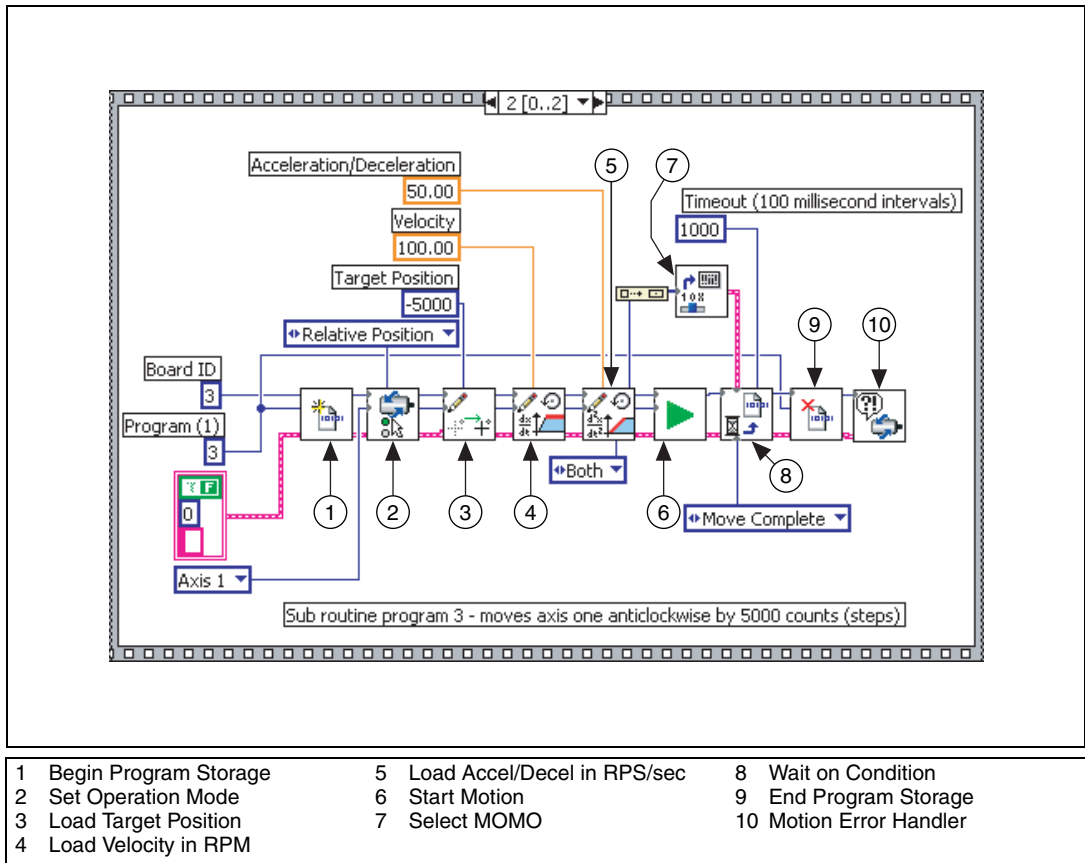 2 [0..2]
Acceleration/Deceleration
50.00
Velocity
100.00
Target Position
-5000
Relative Position
5
7
Timeout (100 millisecond intervals)
1000
10X
Board ID
3
Program (1)
3
9
10
?!
dx
dt
d²x
dt²
F
0
Both
1
2
3
4
6
8
Move Complete
Axis 1
Sub routine program 3 - moves axis one anticlockwise by 5000 counts (steps)
1 Begin Program Storage
2 Set Operation Mode
3 Load Target Position
4 Load Velocity in RPM
5 Load Accel/Decel in RPS/sec
6 Start Motion
7 Select MOMO
8 Wait on Condition
9 End Program Storage
10 Motion Error Handler